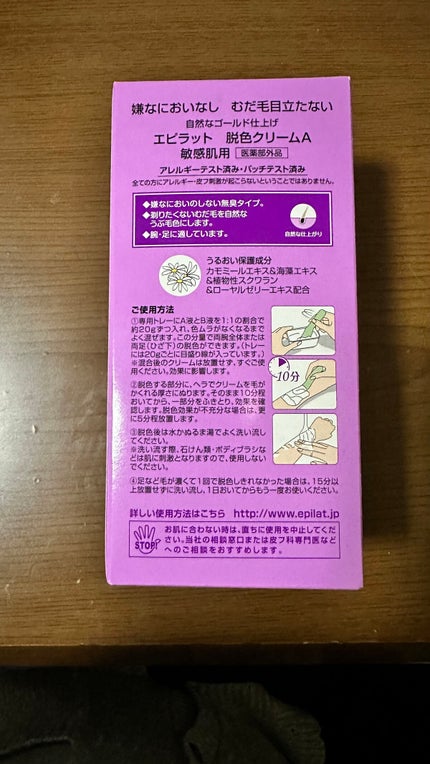 嫌なにおいなし むだ毛目立たない
自然なゴールド仕上げ
エピラット 脱色クリームA
敏感肌用 医薬部外品
アレルギーテスト済み・パッチテスト済み
全ての方にアレルギー・皮フ刺激が起こらないということではありません。
◆嫌なにおいのしない無臭タイプ。
◆剃りたくないむだ毛を自然な
うぶ毛色にします。
◆腕・足に適しています。
自然な仕上がり
うるおい保護成分
カモミールエキス&海藻エキス
&植物性スクワラン
&ローヤルゼリーエキス配合
ご使用方法
①専用トレーにA液とB液を1:1の割合で
約20gずつ入れ、色ムラがなくなるまで
よく混ぜます。この分量で両腕全体または
両足(ひざ下)の脱色ができます。(トレー
には20gごとに目盛り線が入っています。)
※混合後のクリームは放置せず、すぐご使
用ください。効果に影響します。
②脱色する部分に、ヘラでクリームを毛が
かくれる厚さにぬります。そのまま10分程
おいてから、一部分をふきとり、効果を確
認します。脱色効果が不充分な場合は、更
に5分程放置します。
10分
③脱色後は水かぬるま湯でよく洗い流し
てください。
※洗い流す際、石けん類・ボディブラシな
どは肌に刺激となりますので、使用しない
でください。
④足など毛が濃くて1回で脱色しきれなかった場合は、15分以
上放置せずに洗い流し、1日おいてからもう一度お使いください。
詳しい使用方法はこちら http://www.epilat.jp
STOP!
お肌に合わない時は、直ちに使用を中止してくだ
さい。当社の相談窓口または皮フ科専門医など
へのご相談をおすすめします。